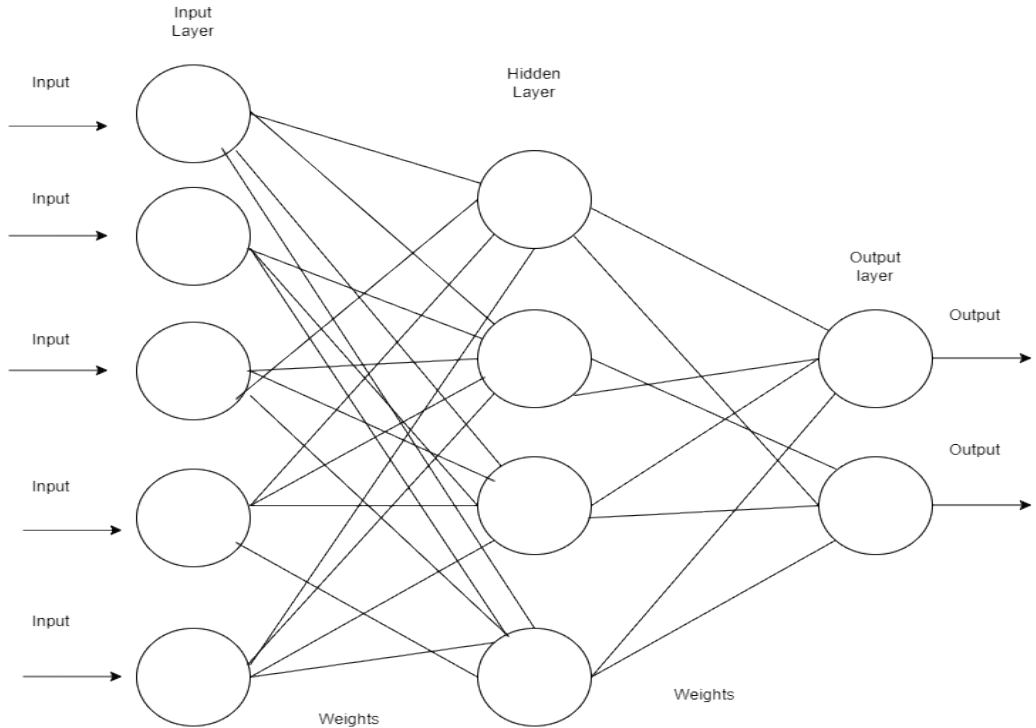 Input
Layer
Input
Hidden
Layer
Input
Output
layer
Output
Input
Output
Input
Input
Weights
Weights